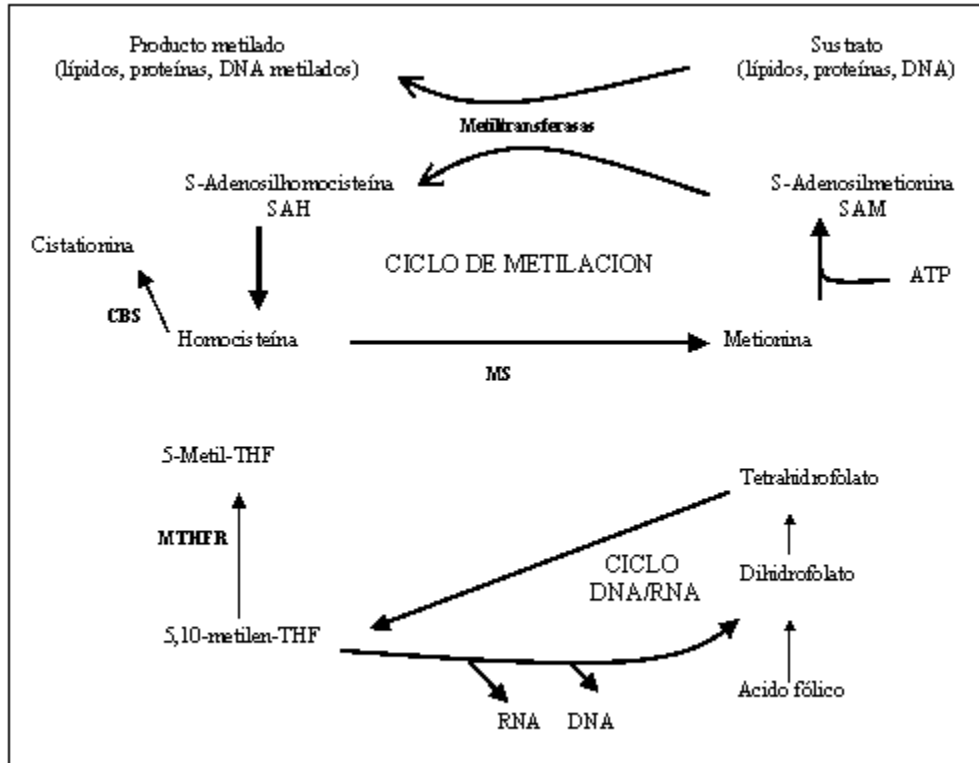 Producto metilado
(lípidos, proteínas, DNA metilados)
Sustrato
(lípidos, proteínas, DNA)
Metiltransferasas
S-Adenosilhomocisteína
SAH
S-Adenosilmetionina
SAM
Cistationina
CICLO DE METILACION
ATP
CBS
Homocisteína
Metionina
MS
5-Metil-THF
Tetrahidrofolato
MTHFR
CICLO
DNA/RNA
Dihidrofolato
5,10-metilen-THF
Acido fólico
RNA
DNA